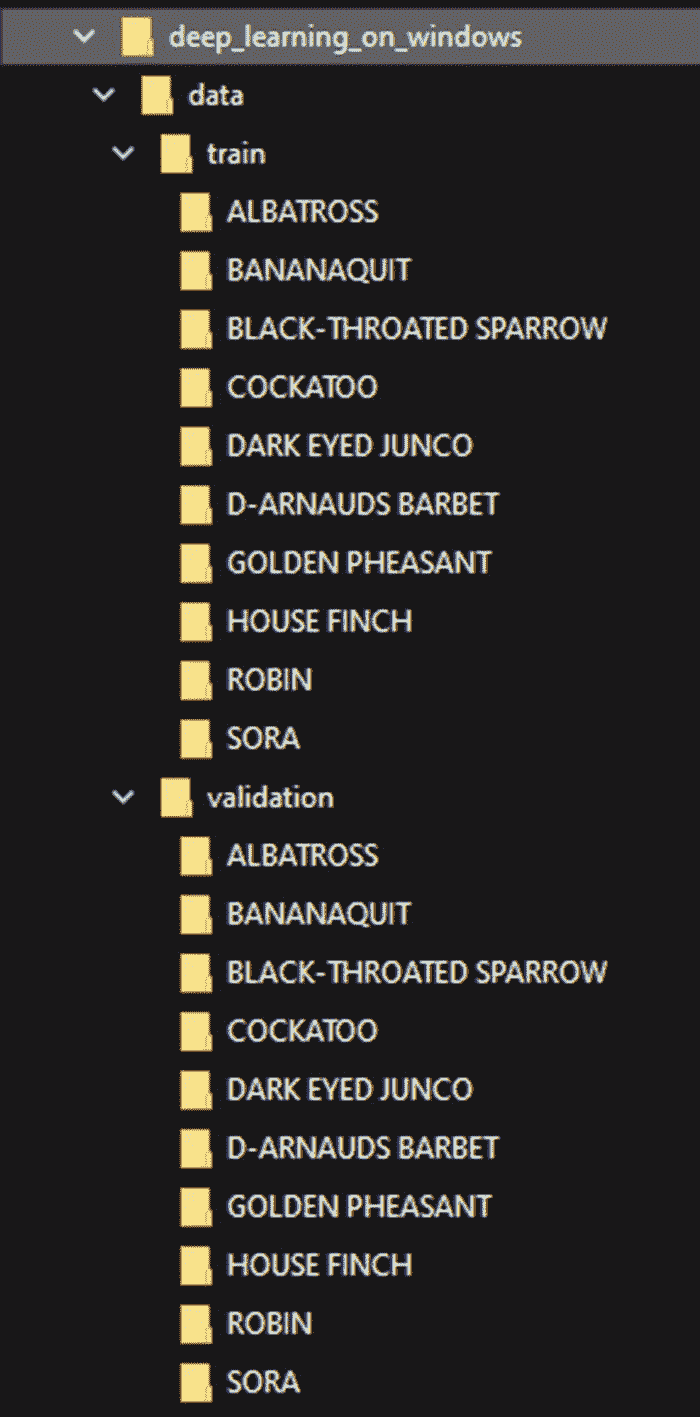 deep_learning_on_windows
data
train
ALBATROSS
BANANAQUIT
BLACK-THROATED SPARROW
COCKATOO
DARK EYED JUNCO
D-ARNAUDS BARBET
GOLDEN PHEASANT
HOUSE FINCH
ROBIN
SORA
validation
ALBATROSS
BANANAQUIT
BLACK-THROATED SPARROW
COCKATOO
DARK EYED JUNCO
D-ARNAUDS BARBET
GOLDEN PHEASANT
HOUSE FINCH
ROBIN
SORA